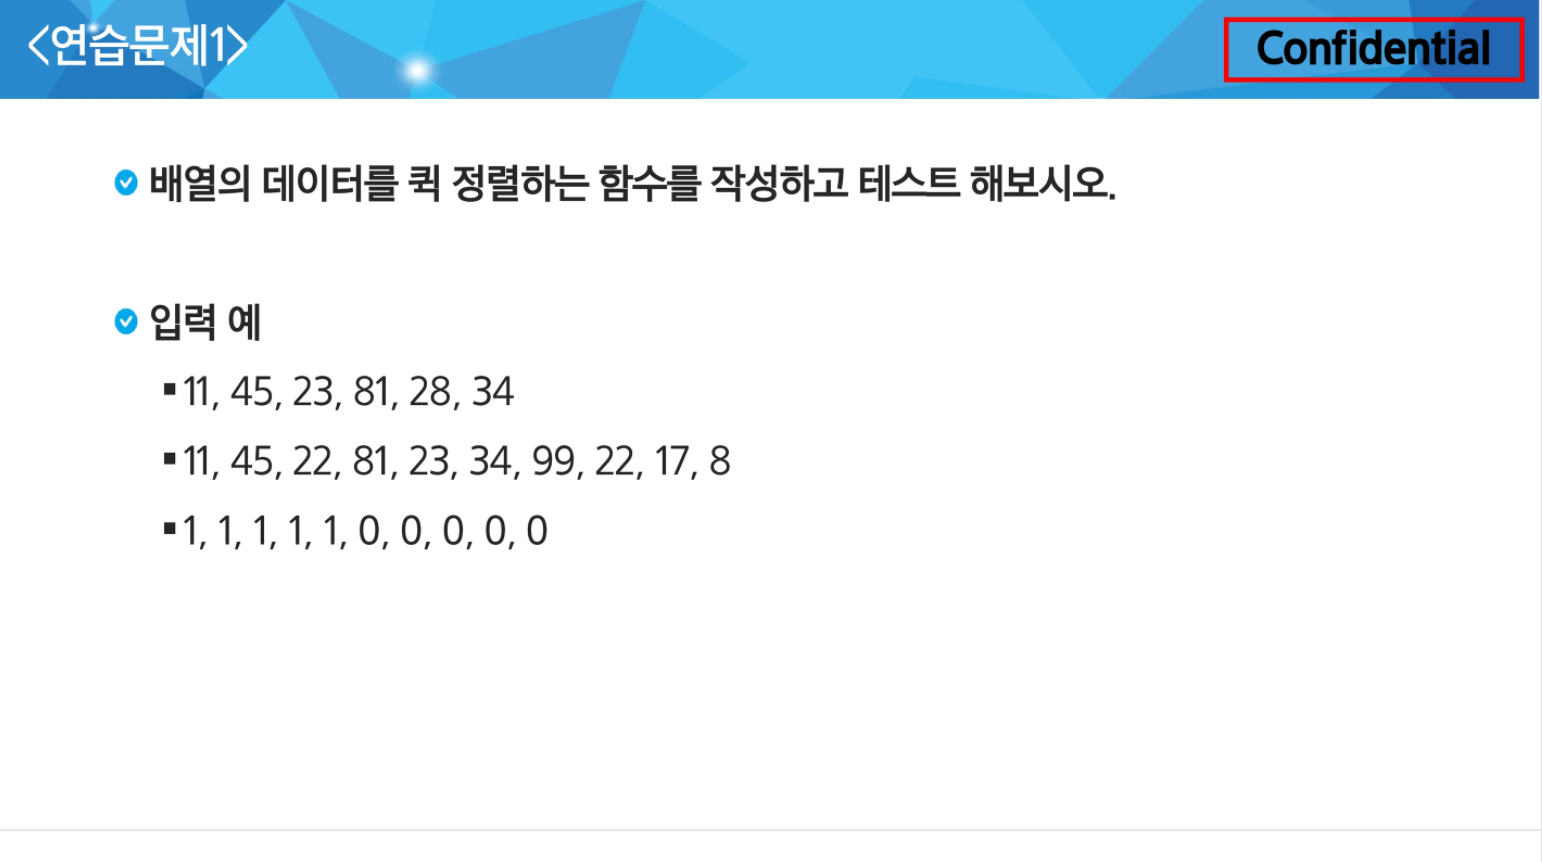 <연습문제1>
Confidential
배열의 데이터를 퀵 정렬하는 함수를 작성하고 테스트 해보시오.
입력 예
11, 45, 23, 81, 28, 34
11, 45, 22, 81, 23, 34, 99, 22, 17, 8
1, 1, 1, 1, 1, 0, 0, 0, 0, 0